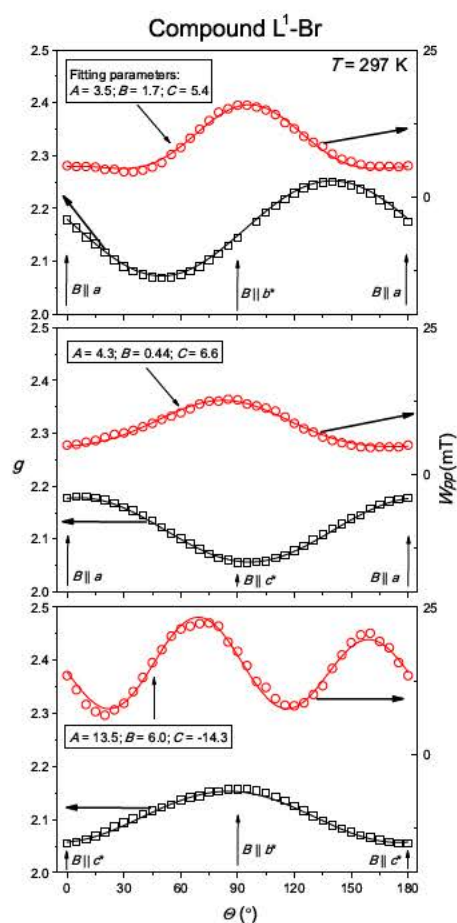 Compound L¹-Br
2.5
2.4
2.3
2.2
2.1
2.0
25
0
T = 297 K
Fitting parameters:
A = 3.5; B = 1.7; C = 5.4
B || a
B || b*
B || a
2.4
2.3
2.2
2.1
2.0
25
0
A = 4.3; B = 0.44; C = 6.6
g
Wpp(mT)
B || a
B || c*
B || a
2.5
2.4
2.3
2.2
2.1
2.0
25
0
A = 13.5; B = 6.0; C = -14.3
B || c*
B || b*
B || c*
0 30 60 90 120 150 180
Θ (°)